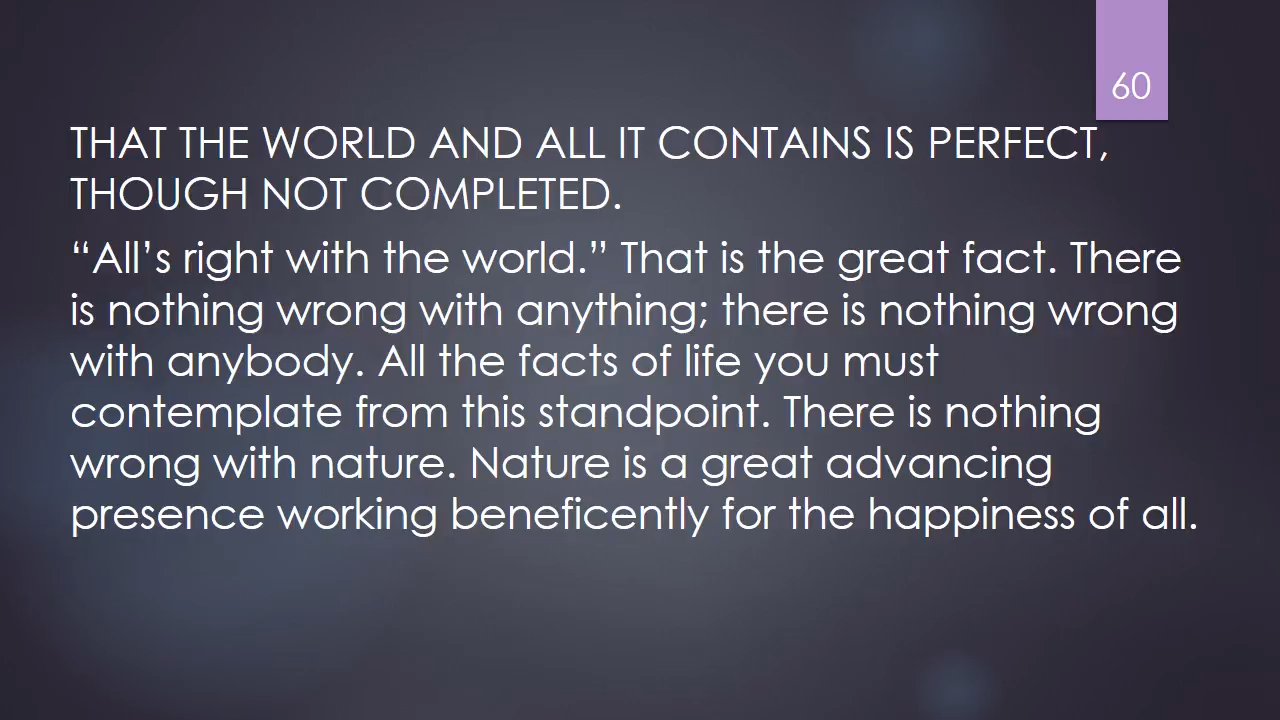 60
THAT THE WORLD AND ALL IT CONTAINS IS PERFECT,
THOUGH NOT COMPLETED.
“All’s right with the world.” That is the great fact. There
is nothing wrong with anything; there is nothing wrong
with anybody. All the facts of life you must
contemplate from this standpoint. There is nothing
wrong with nature. Nature is a great advancing
presence working beneficently for the happiness of all.